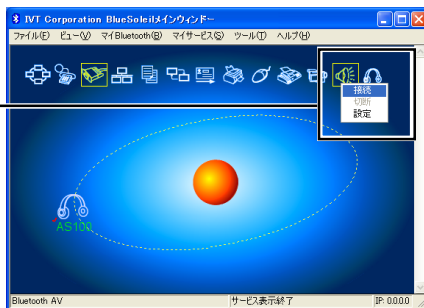 IVT Corporation BlueSoleilメインウィンドー
ファイル(F) ビュー(V) マイBluetooth(B) マイサービス(S) ツール(T) ヘルプ(H)
接続
切断
設定
AS100
Bluetooth AV サービス表示終了 IP: 0.0.0.0